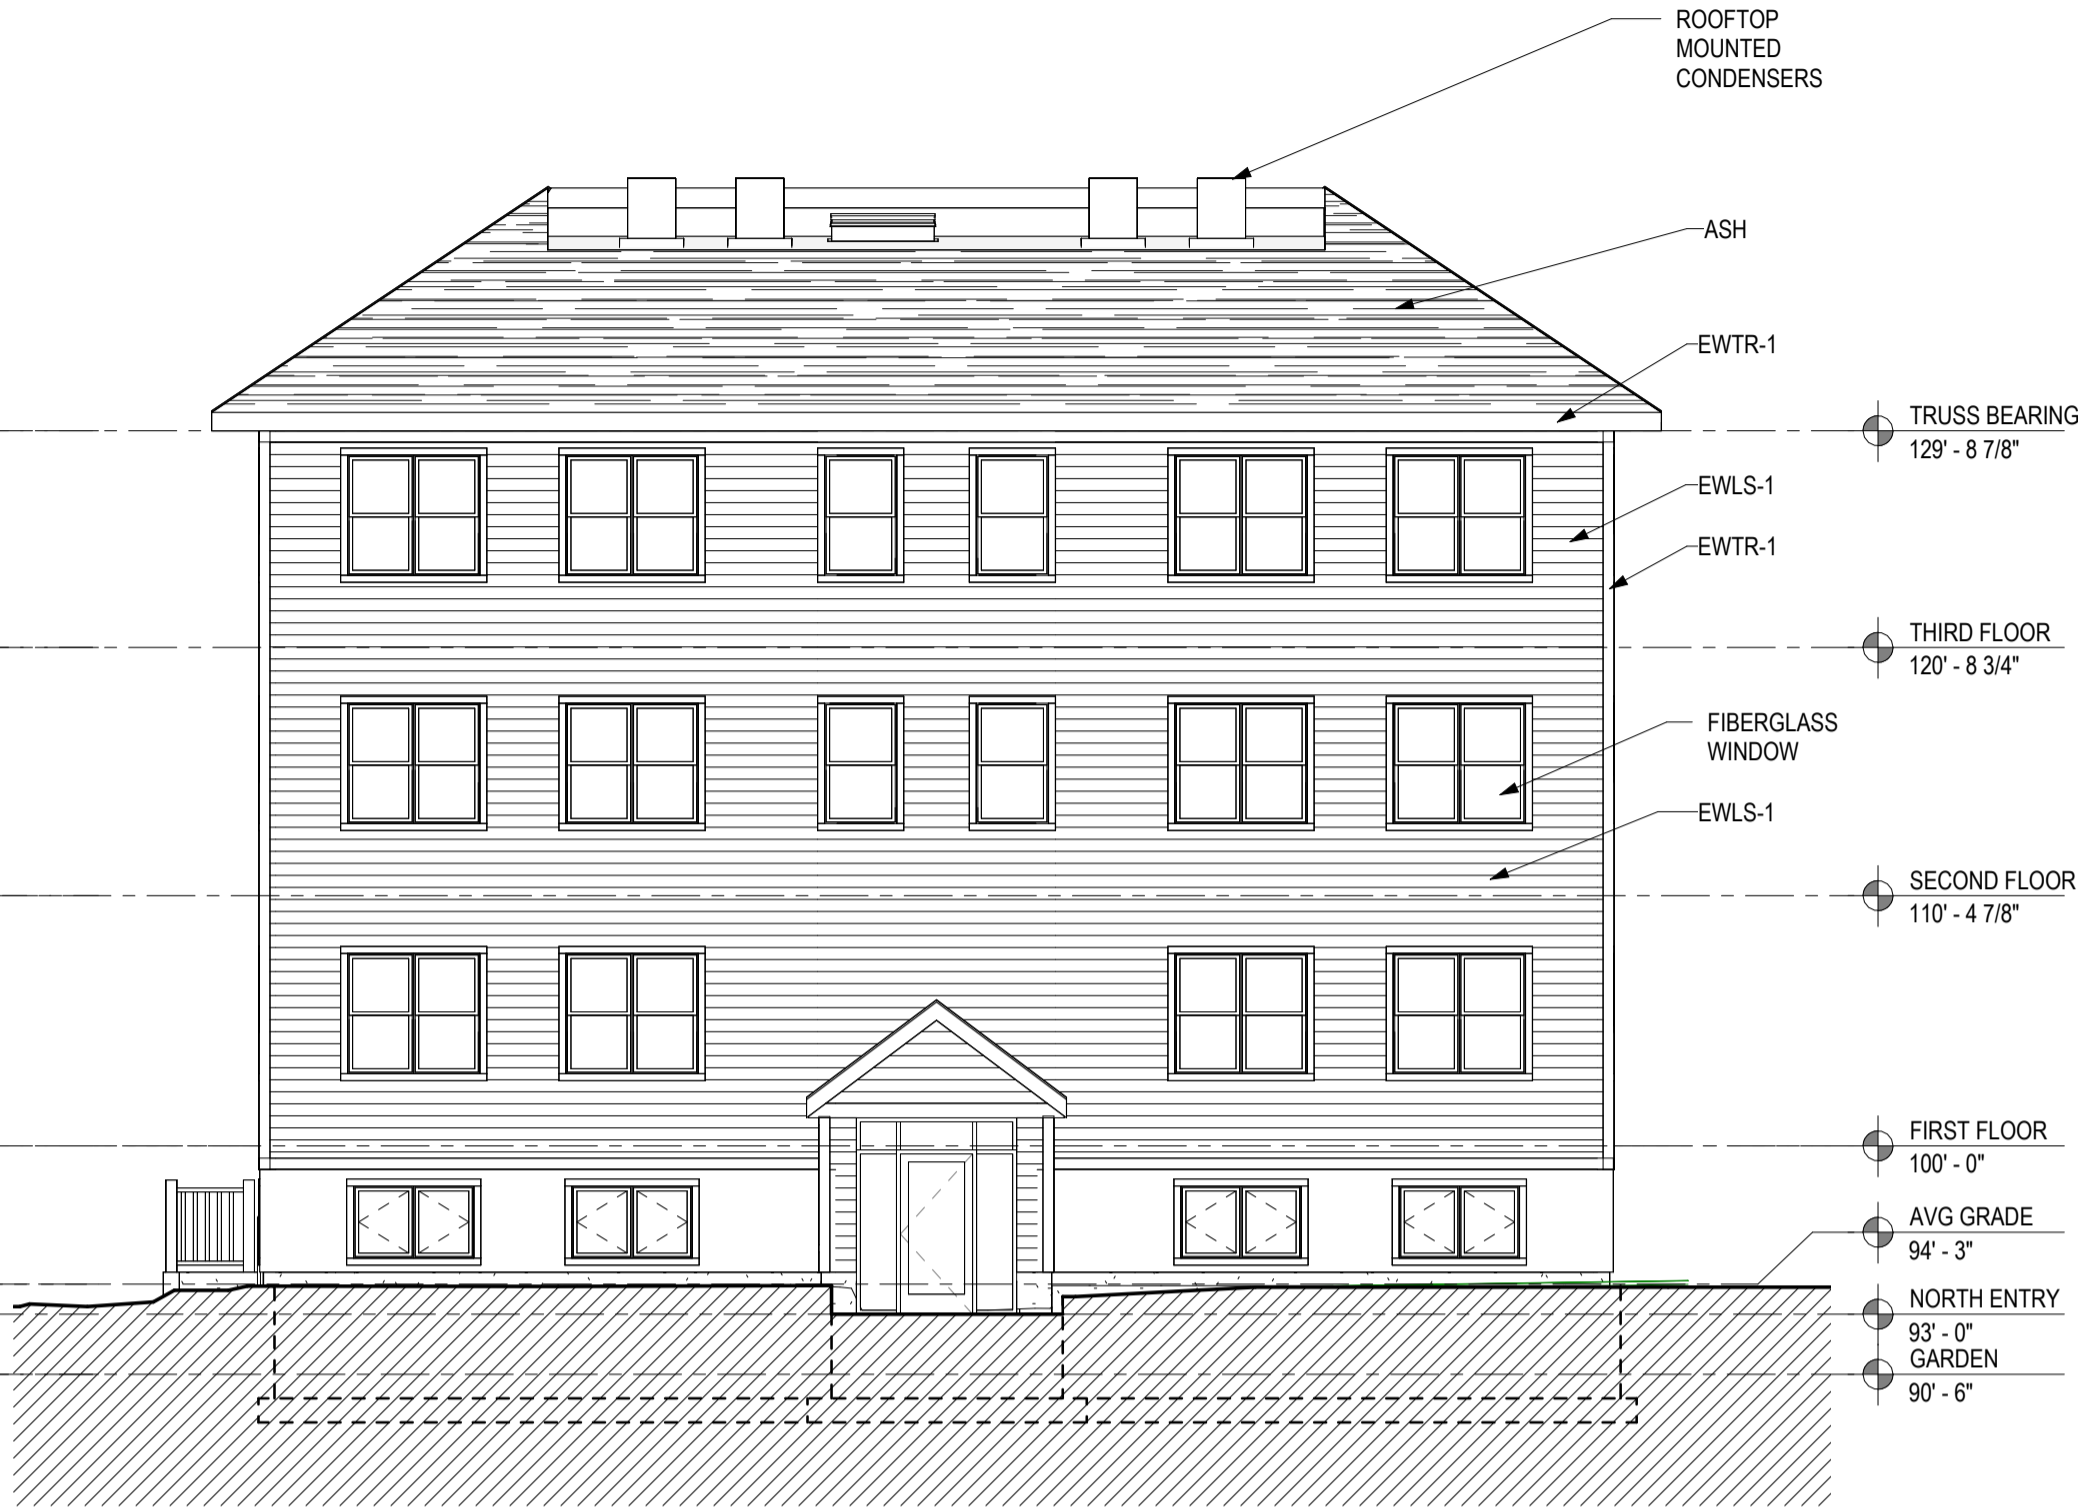 ROOFTOP
MOUNTED
CONDENSERS
ASH
EWTR-1
TRUSS BEARING
129' - 8 7/8"
EWLS-1
EWTR-1
THIRD FLOOR
120' - 8 3/4"
FIBERGLASS
WINDOW
EWLS-1
SECOND FLOOR
110' - 4 7/8"
FIRST FLOOR
100' - 0"
AVG GRADE
94' - 3"
NORTH ENTRY
93' - 0"
GARDEN
90' - 6"